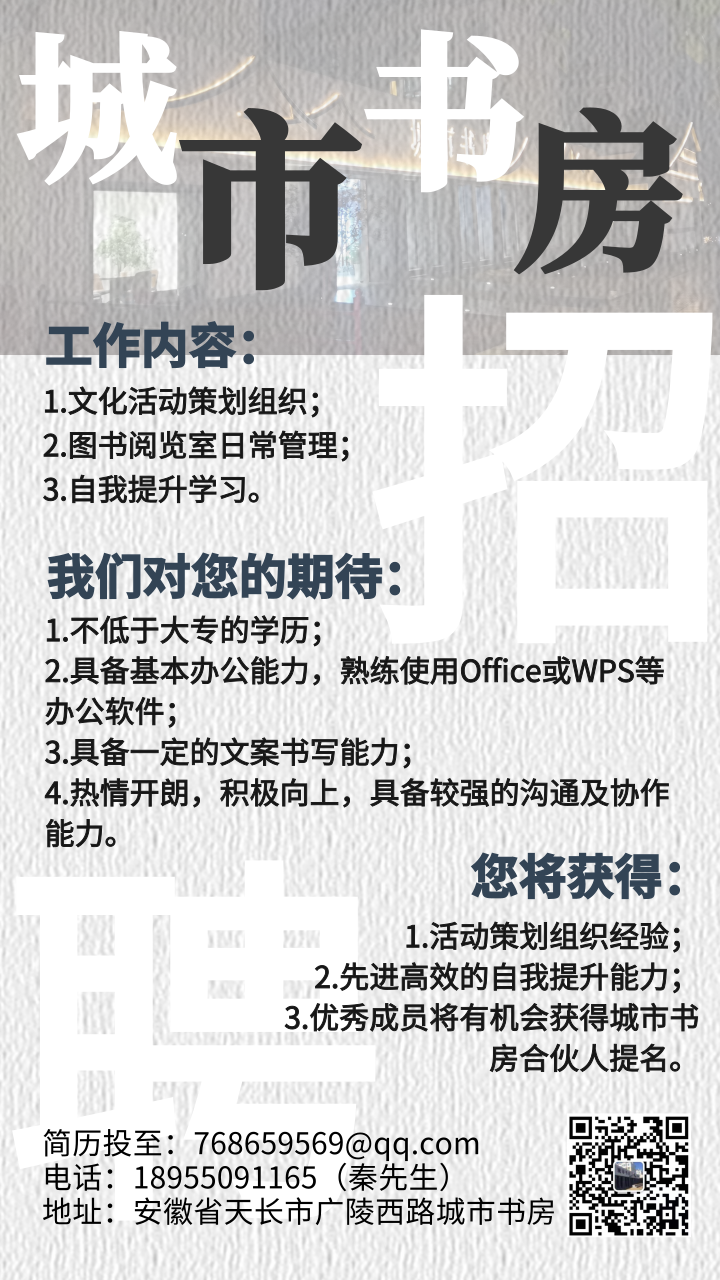 城市书房
招聘
工作内容：
1.文化活动策划组织；
2.图书阅览室日常管理；
3.自我提升学习。
我们对您的期待：
1.不低于大专的学历；
2.具备基本办公能力，熟练使用Office或WPS等
办公软件；
3.具备一定的文案书写能力；
4.热情开朗，积极向上，具备较强的沟通及协作
能力。
您将获得：
1.活动策划组织经验；
2.先进高效的自我提升能力；
3.优秀成员将有机会获得城市书
房合伙人提名。
简历投至：768659569@qq.com
电话：18955091165（秦先生）
地址：安徽省天长市广陵西路城市书房